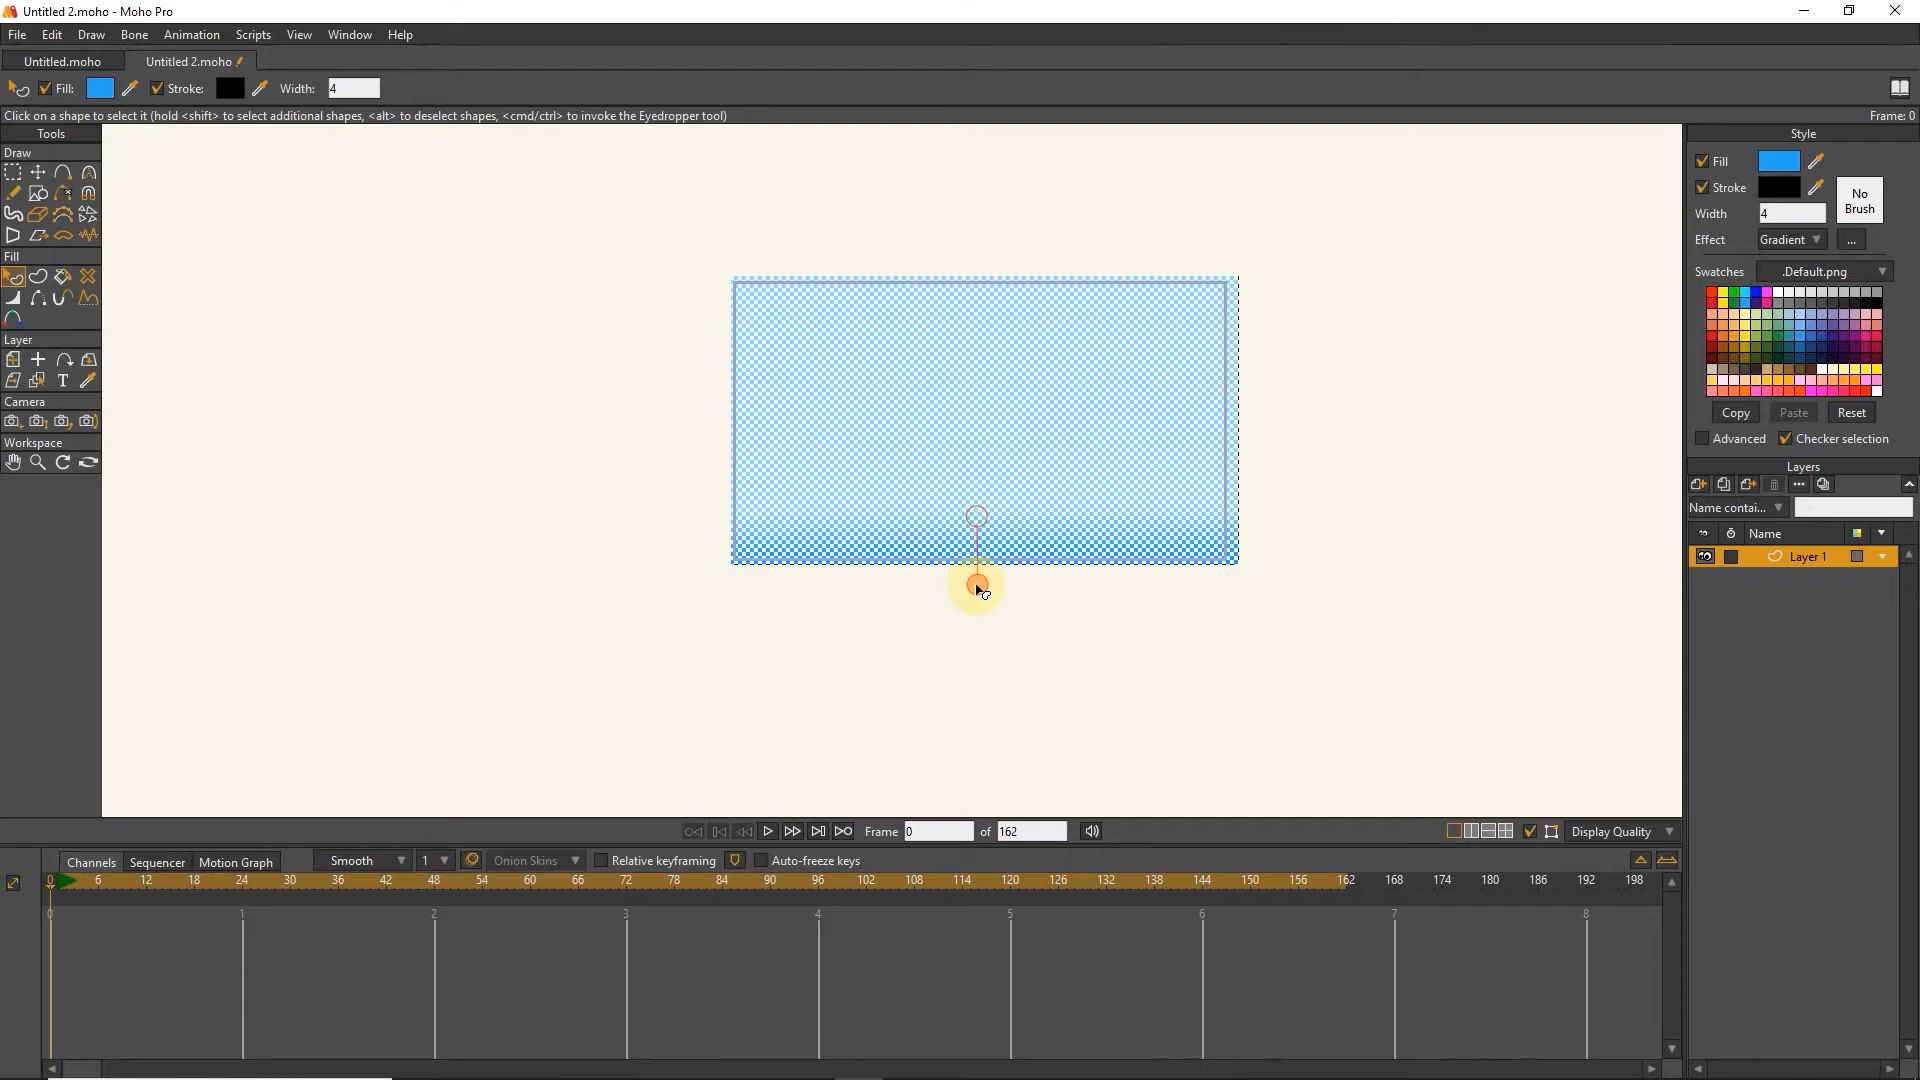 Untitled 2.moho - Moho Pro
File Edit Draw Bone Animation Scripts View Window Help
Untitled.moho Untitled 2.moho
Fill: Stroke: Width: 4
Click on a shape to select it (hold <shift> to select additional shapes, <alt> to deselect shapes, <cmd/ctrl> to invoke the Eyedropper tool) Frame: 0
Tools
Draw
Fill
Layer
T
Camera
Workspace
Style
Fill
Stroke
No
Brush
Width 4
Effect Gradient ...
Swatches .Default.png
Copy Paste Reset
Advanced Checker selection
Layers
Name contai...
Name
Layer 1
Frame 0 of 162 Display Quality
Channels Sequencer Motion Graph Smooth 1 Onion Skins Relative keyframing Auto-freeze keys
0 6 12 18 24 30 36 42 48 54 60 66 72 78 84 90 96 102 108 114 120 126 132 138 144 150 156 162 168 174 180 186 192 198
0 1 2 3 4 5 6 7 8